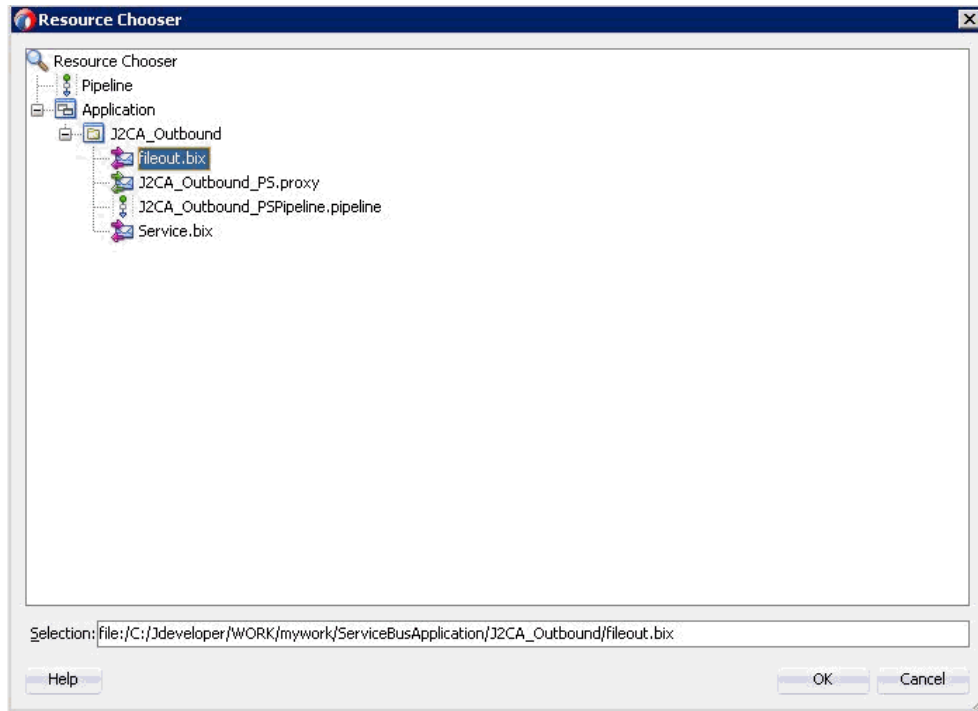 Resource Chooser
Resource Chooser
Pipeline
Application
J2CA_Outbound
fileout.bix
J2CA_Outbound_PS.proxy
J2CA_Outbound_PSPipeline.pipeline
Service.bix
Selection: file:/C:/Jdeveloper/WORK/mywork/ServiceBusApplication/J2CA_Outbound/fileout.bix
Help OK Cancel